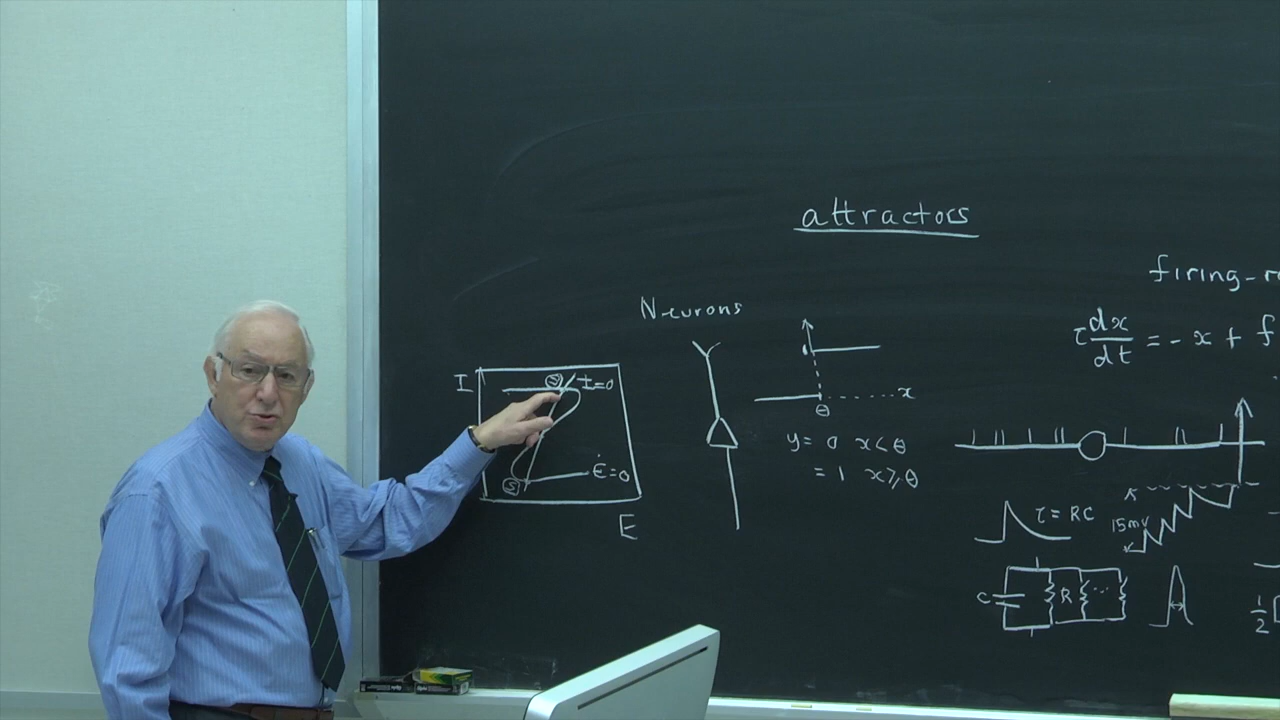 attractors
firing-r
Neurons
τ dx/dt = - x + f
I
S
İ=0
Ė=0
S
E
x
θ
y = 0 x < θ
= 1 x ≥ θ
τ = RC
15mV
C
R
...
1/2